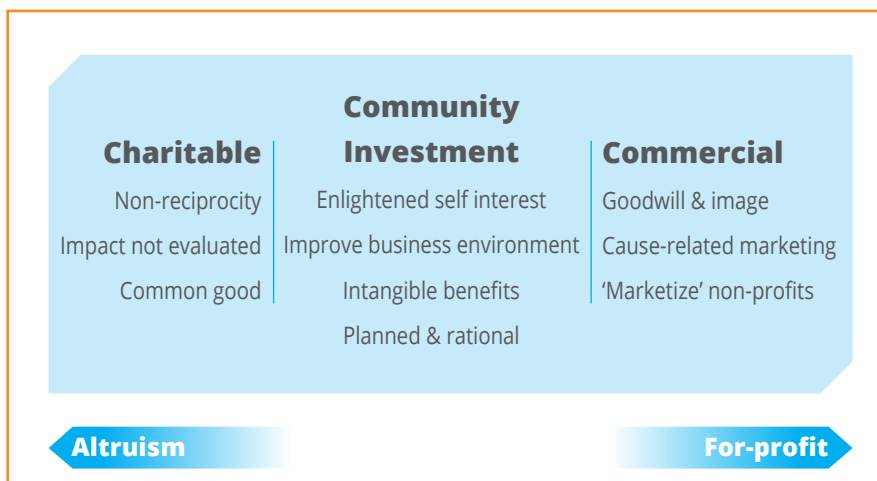 Charitable
Non-reciprocity
Impact not evaluated
Common good
Community
Investment
Enlightened self interest
Improve business environment
Intangible benefits
Planned & rational
Commercial
Goodwill & image
Cause-related marketing
‘Marketize’ non-profits
Altruism
For-profit